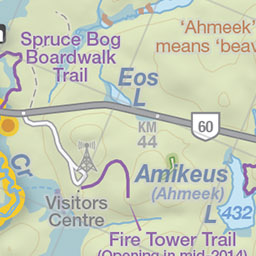 'Ahmeek'
means 'beav
Spruce Bog
Boardwalk
Trail
Eos
L
60
KM
44
Cr
Amikeus
(Ahmeek)
L
432
Visitors
Centre
Fire Tower Trail
(Opening in mid-2014)